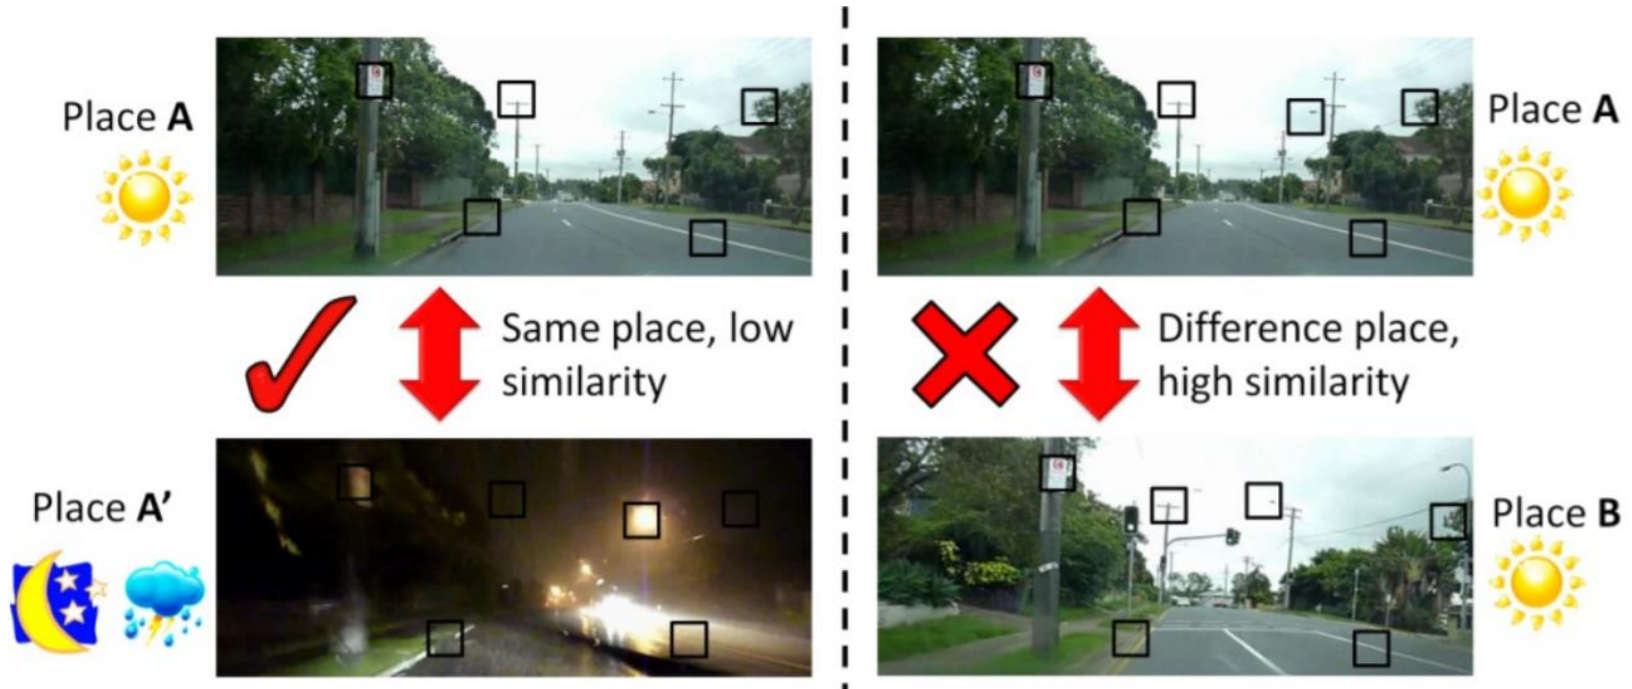 Place A
Same place, low
similarity
Place A’
Place A
Difference place,
high similarity
Place B